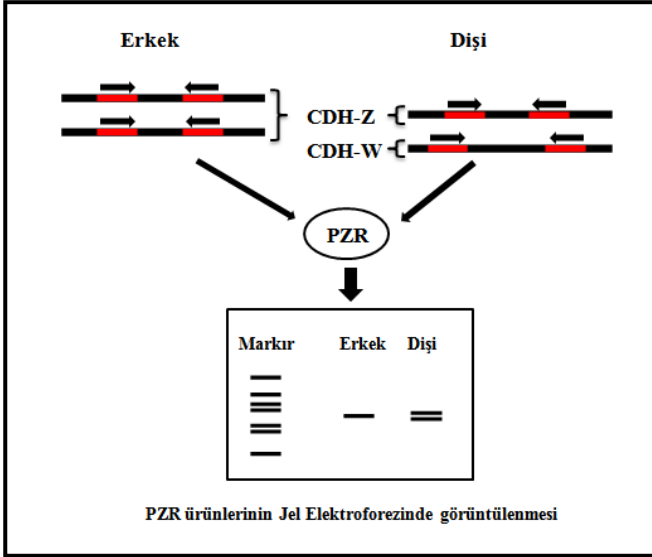 Erkek
Dişi
CDH-Z
CDH-W
PZR
Markır Erkek Dişi
PZR ürünlerinin Jel Elektroforezinde görüntülenmesi